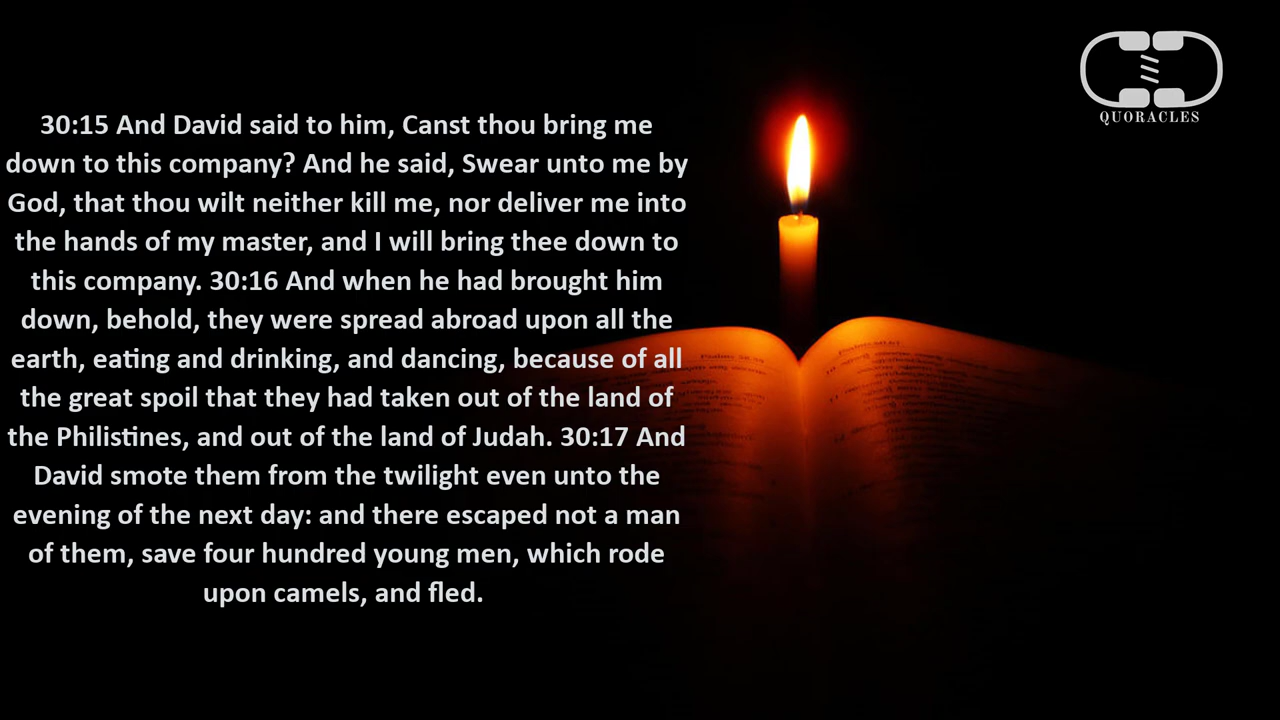 30:15 And David said to him, Canst thou bring me
down to this company? And he said, Swear unto me by
God, that thou wilt neither kill me, nor deliver me into
the hands of my master, and I will bring thee down to
this company. 30:16 And when he had brought him
down, behold, they were spread abroad upon all the
earth, eating and drinking, and dancing, because of all
the great spoil that they had taken out of the land of
the Philistines, and out of the land of Judah. 30:17 And
David smote them from the twilight even unto the
evening of the next day: and there escaped not a man
of them, save four hundred young men, which rode
upon camels, and fled.
QUORACLES